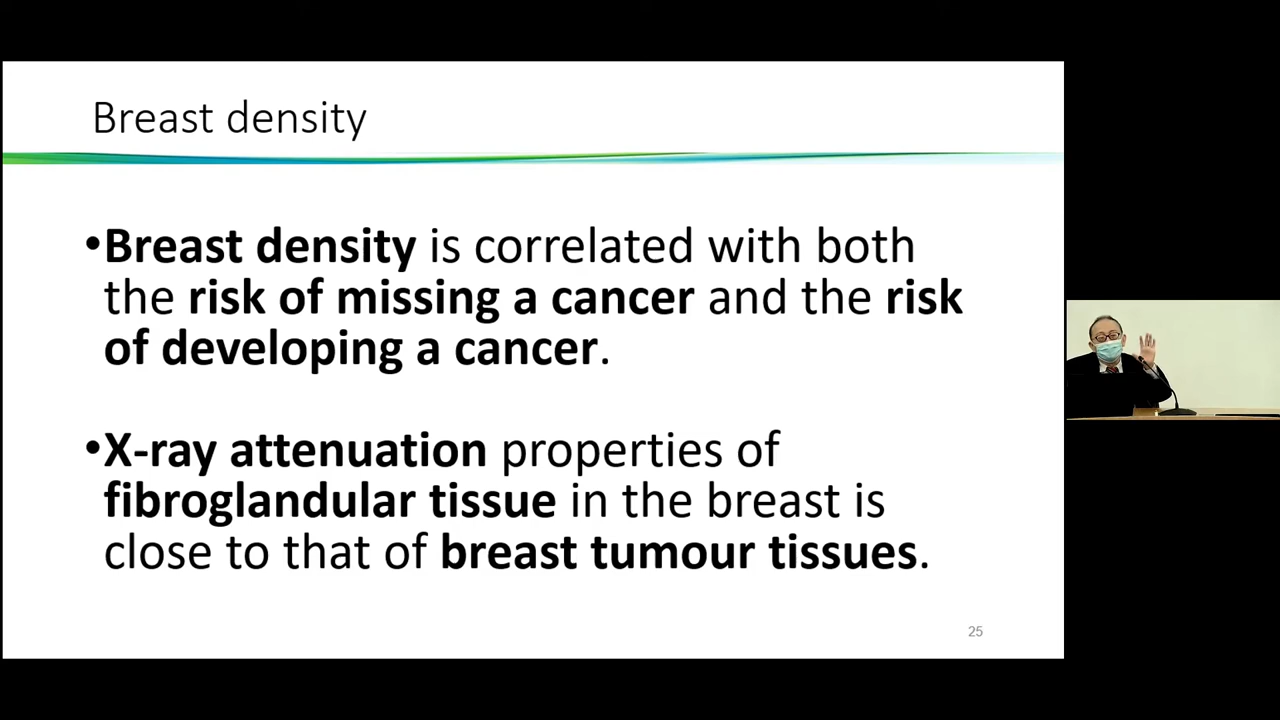 Breast density
•Breast density is correlated with both
the risk of missing a cancer and the risk
of developing a cancer.
•X-ray attenuation properties of
fibroglandular tissue in the breast is
close to that of breast tumour tissues.
25